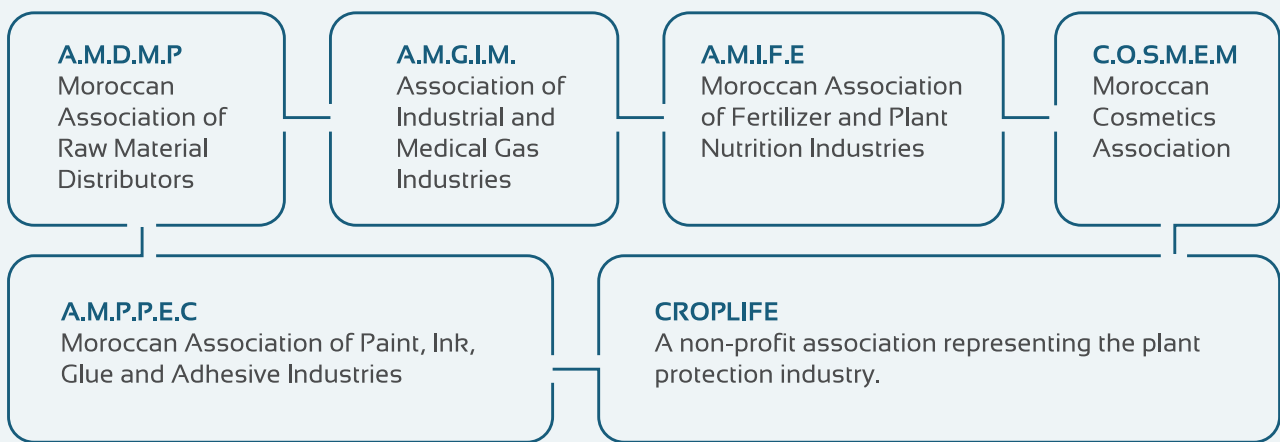 A.M.D.M.P
Moroccan
Association of
Raw Material
Distributors
A.M.G.I.M.
Association of
Industrial and
Medical Gas
Industries
A.M.I.F.E
Moroccan Association
of Fertilizer and Plant
Nutrition Industries
C.O.S.M.E.M
Moroccan
Cosmetics
Association
A.M.P.P.E.C
Moroccan Association of Paint, Ink,
Glue and Adhesive Industries
CROPLIFE
A non-profit association representing the plant
protection industry.